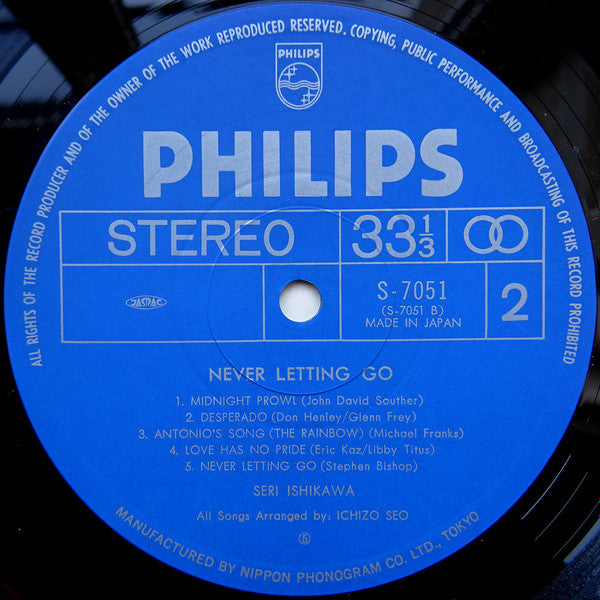 ALL RIGHTS OF THE RECORD PRODUCER AND OF THE OWNER OF THE WORK REPRODUCED RESERVED. COPYING, PUBLIC PERFORMANCE AND BROADCASTING OF THIS RECORD PROHIBITED
PHILIPS
PHILIPS
STEREO 33⅓
JASRAC S-7051 2
(S-7051 B)
MADE IN JAPAN
NEVER LETTING GO
1. MIDNIGHT PROWL (John David Souther)
2. DESPERADO (Don Henley/Glenn Frey)
3. ANTONIO'S SONG (THE RAINBOW) (Michael Franks)
4. LOVE HAS NO PRIDE (Eric Kaz/Libby Titus)
5. NEVER LETTING GO (Stephen Bishop)
SERI ISHIKAWA
All Songs Arranged by: ICHIZO SEO
⑤
MANUFACTURED BY NIPPON PHONOGRAM CO. LTD., TOKYO